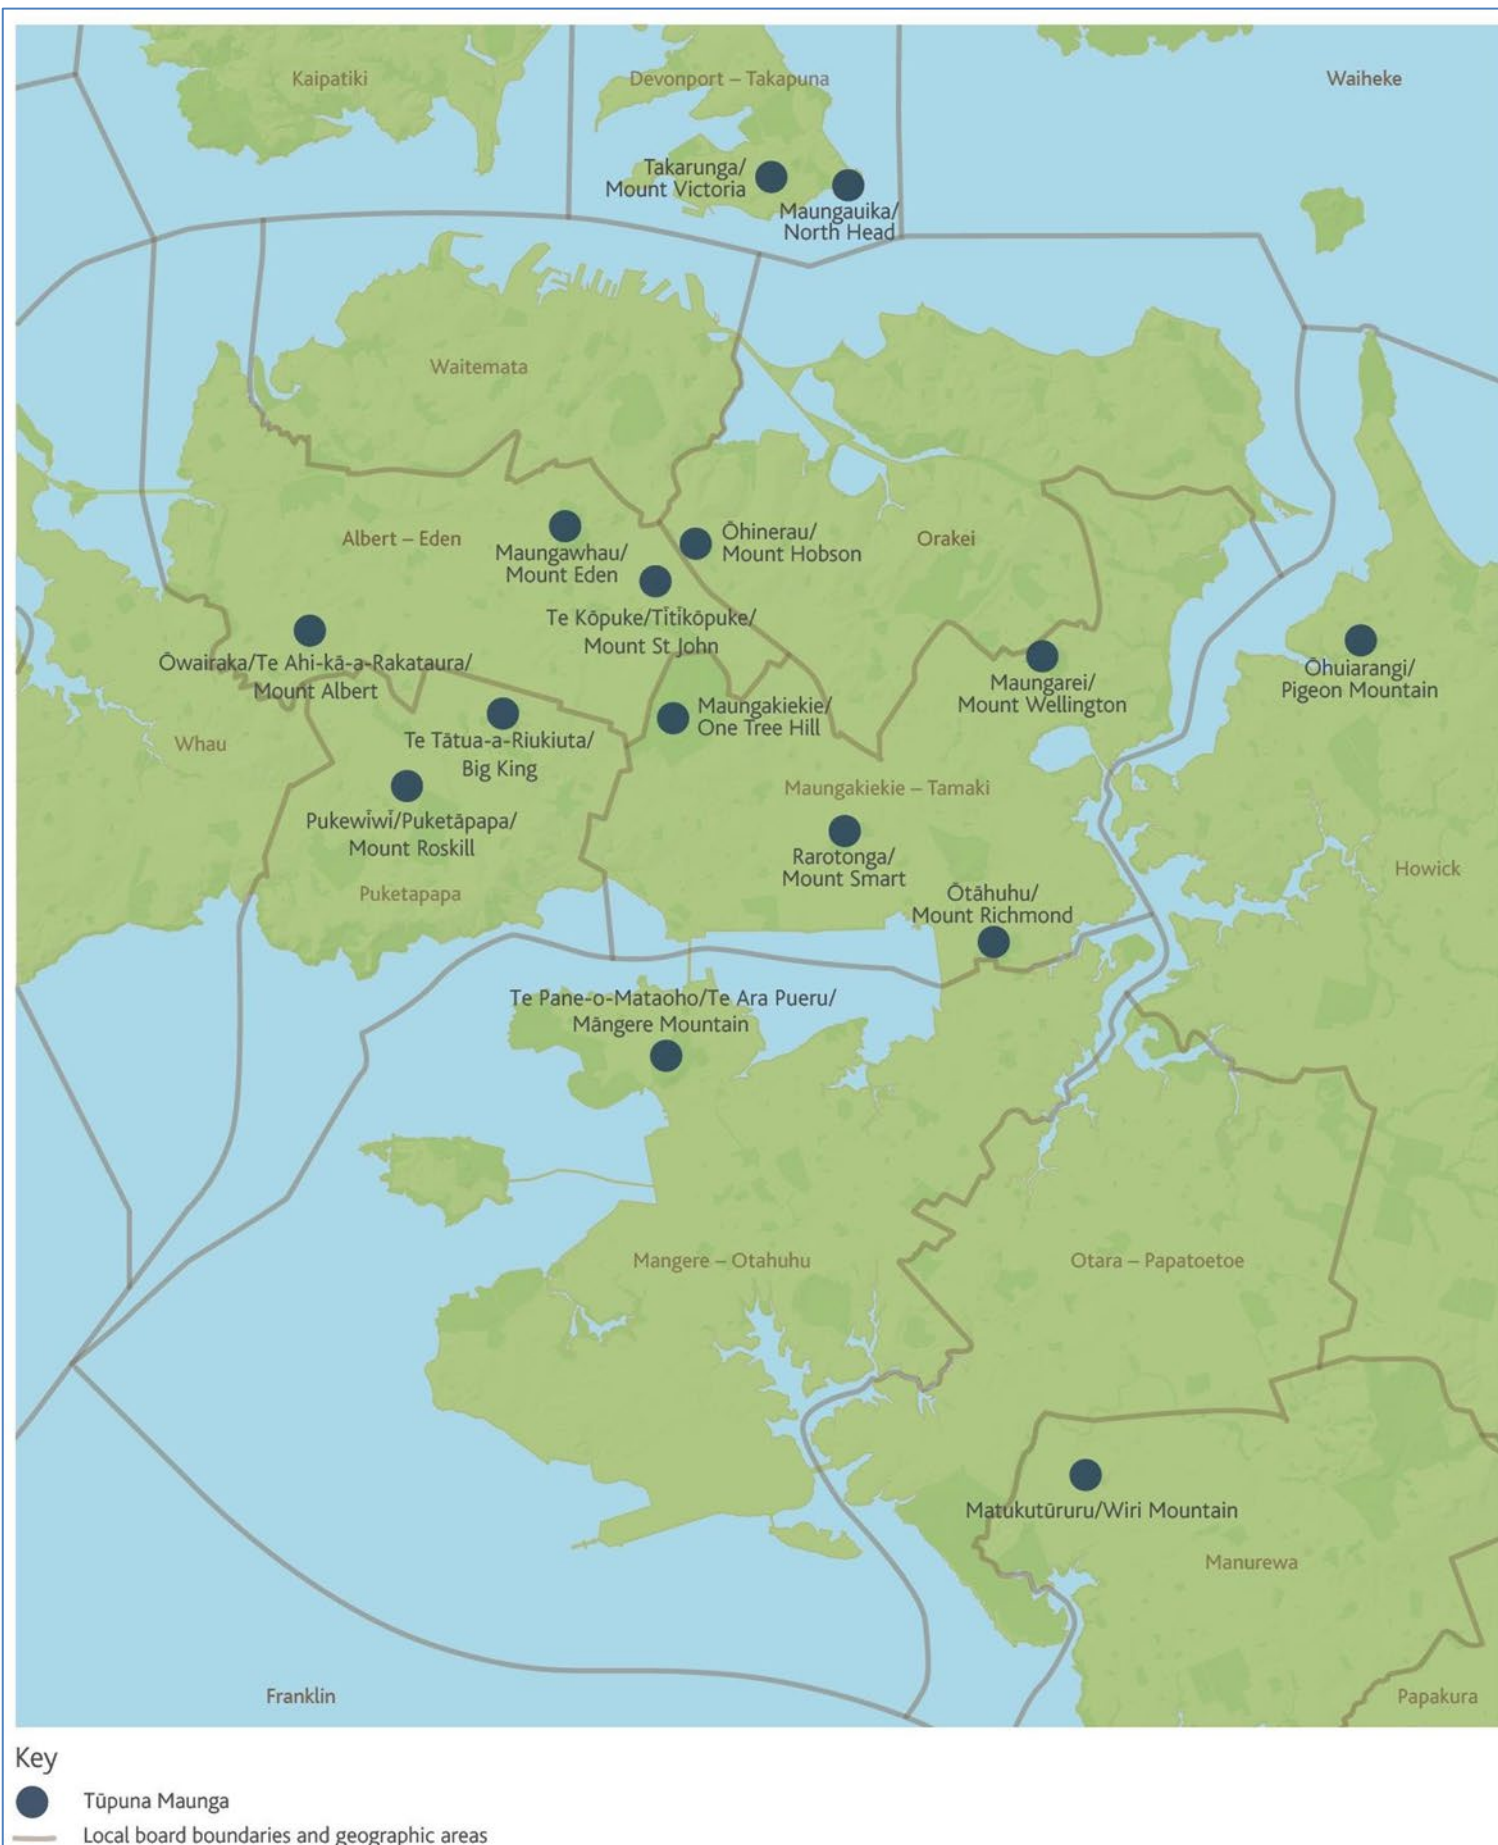 Kaipatiki
Devonport – Takapuna
Waiheke
Takarunga/
Mount Victoria
Maungauika/
North Head
Waitemata
Albert – Eden
Maungawhau/
Mount Eden
Ōhinerau/
Mount Hobson
Orakei
Te Kōpuke/Tītīkōpuke/
Mount St John
Ōwairaka/Te Ahi-kā-a-Rakataura/
Mount Albert
Maungarei/
Mount Wellington
Ōhuiarangi/
Pigeon Mountain
Maungakiekie/
One Tree Hill
Te Tātua-a-Riukiuta/
Big King
Whau
Maungakiekie – Tamaki
Pukewīwī/Puketāpapa/
Mount Roskill
Rarotonga/
Mount Smart
Howick
Puketapapa
Ōtāhuhu/
Mount Richmond
Te Pane-o-Mataoho/Te Ara Pueru/
Māngere Mountain
Mangere – Otahuhu
Otara – Papatoetoe
Matukutūruru/Wiri Mountain
Manurewa
Franklin
Papakura
Key
Tūpuna Maunga
Local board boundaries and geographic areas